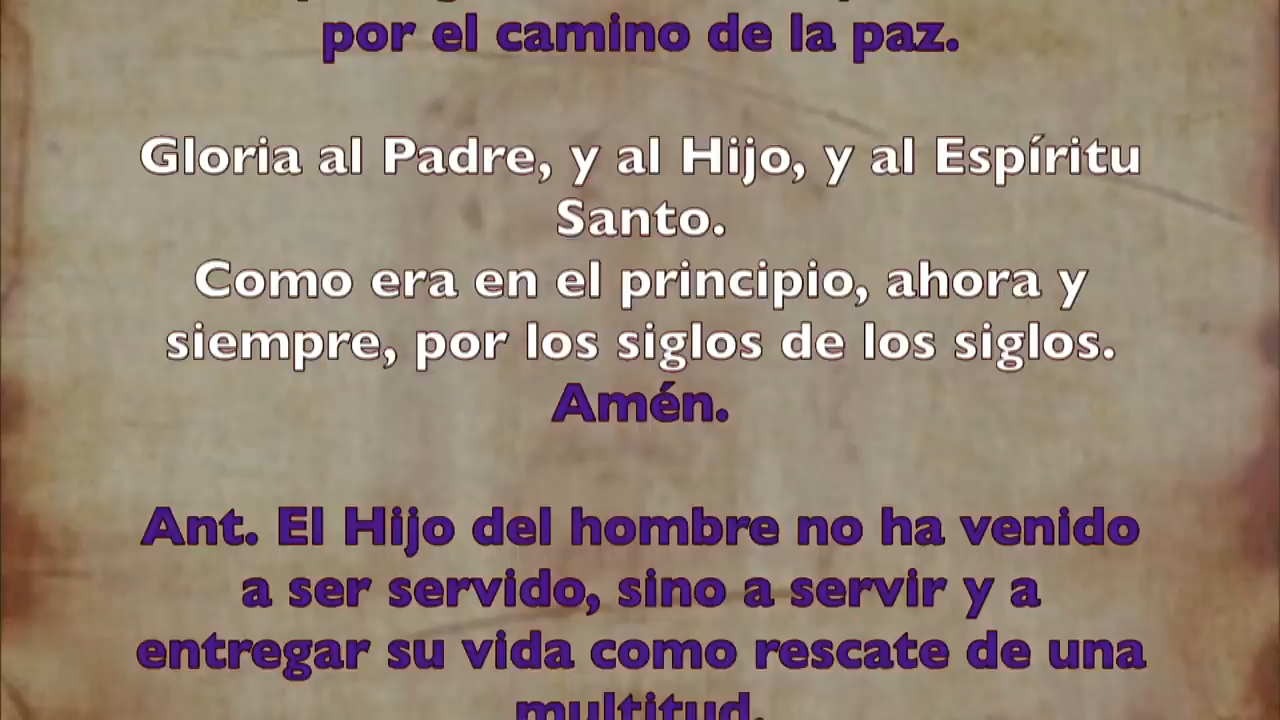 por el camino de la paz.
Gloria al Padre, y al Hijo, y al Espíritu
Santo.
Como era en el principio, ahora y
siempre, por los siglos de los siglos.
Amén.
Ant. El Hijo del hombre no ha venido
a ser servido, sino a servir y a
entregar su vida como rescate de una
multitud.